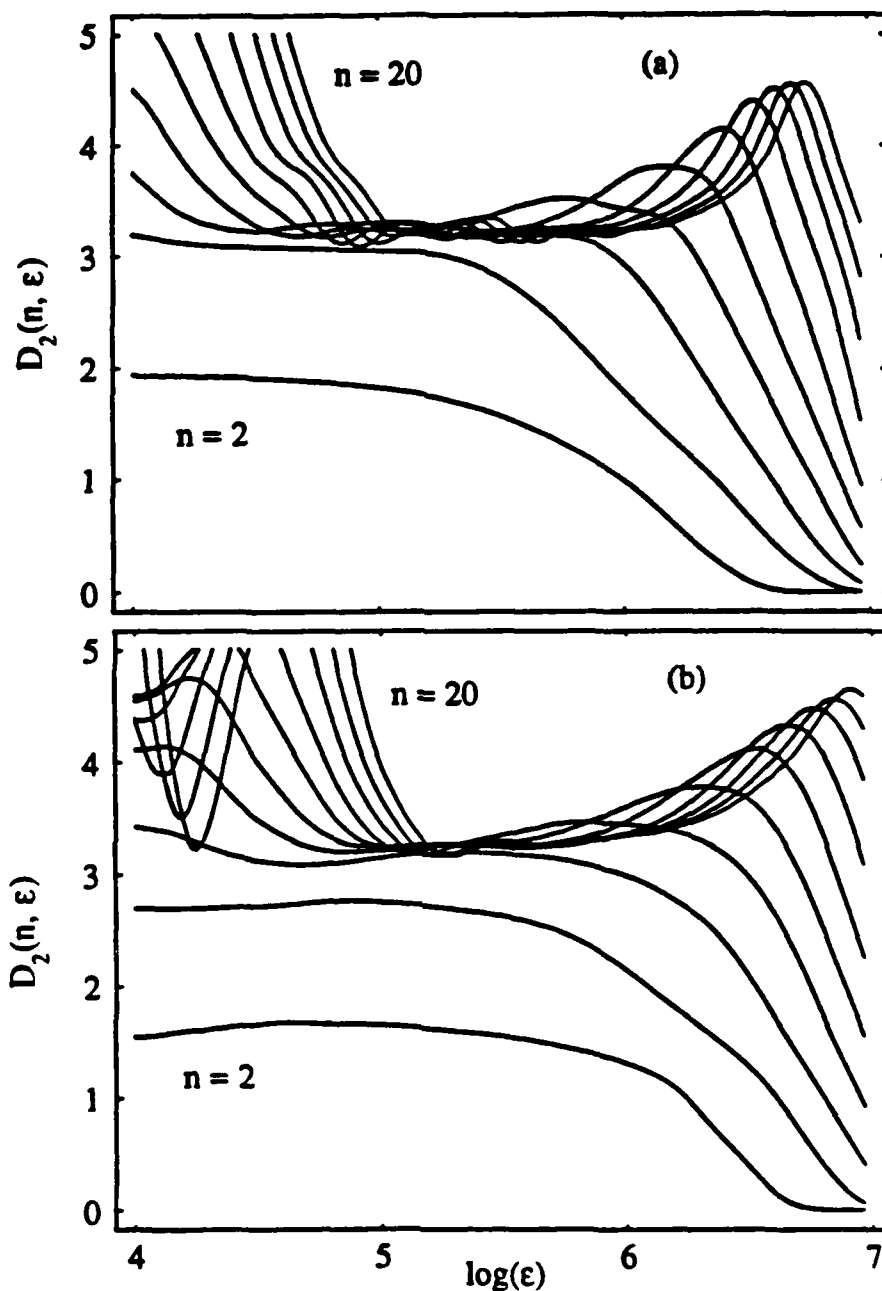 5
n = 20
(a)
4
3
D₂(n, ε)
2
n = 2
1
0
5
n = 20
(b)
4
3
D₂(n, ε)
2
n = 2
1
0
4 5 6 7
log(ε)